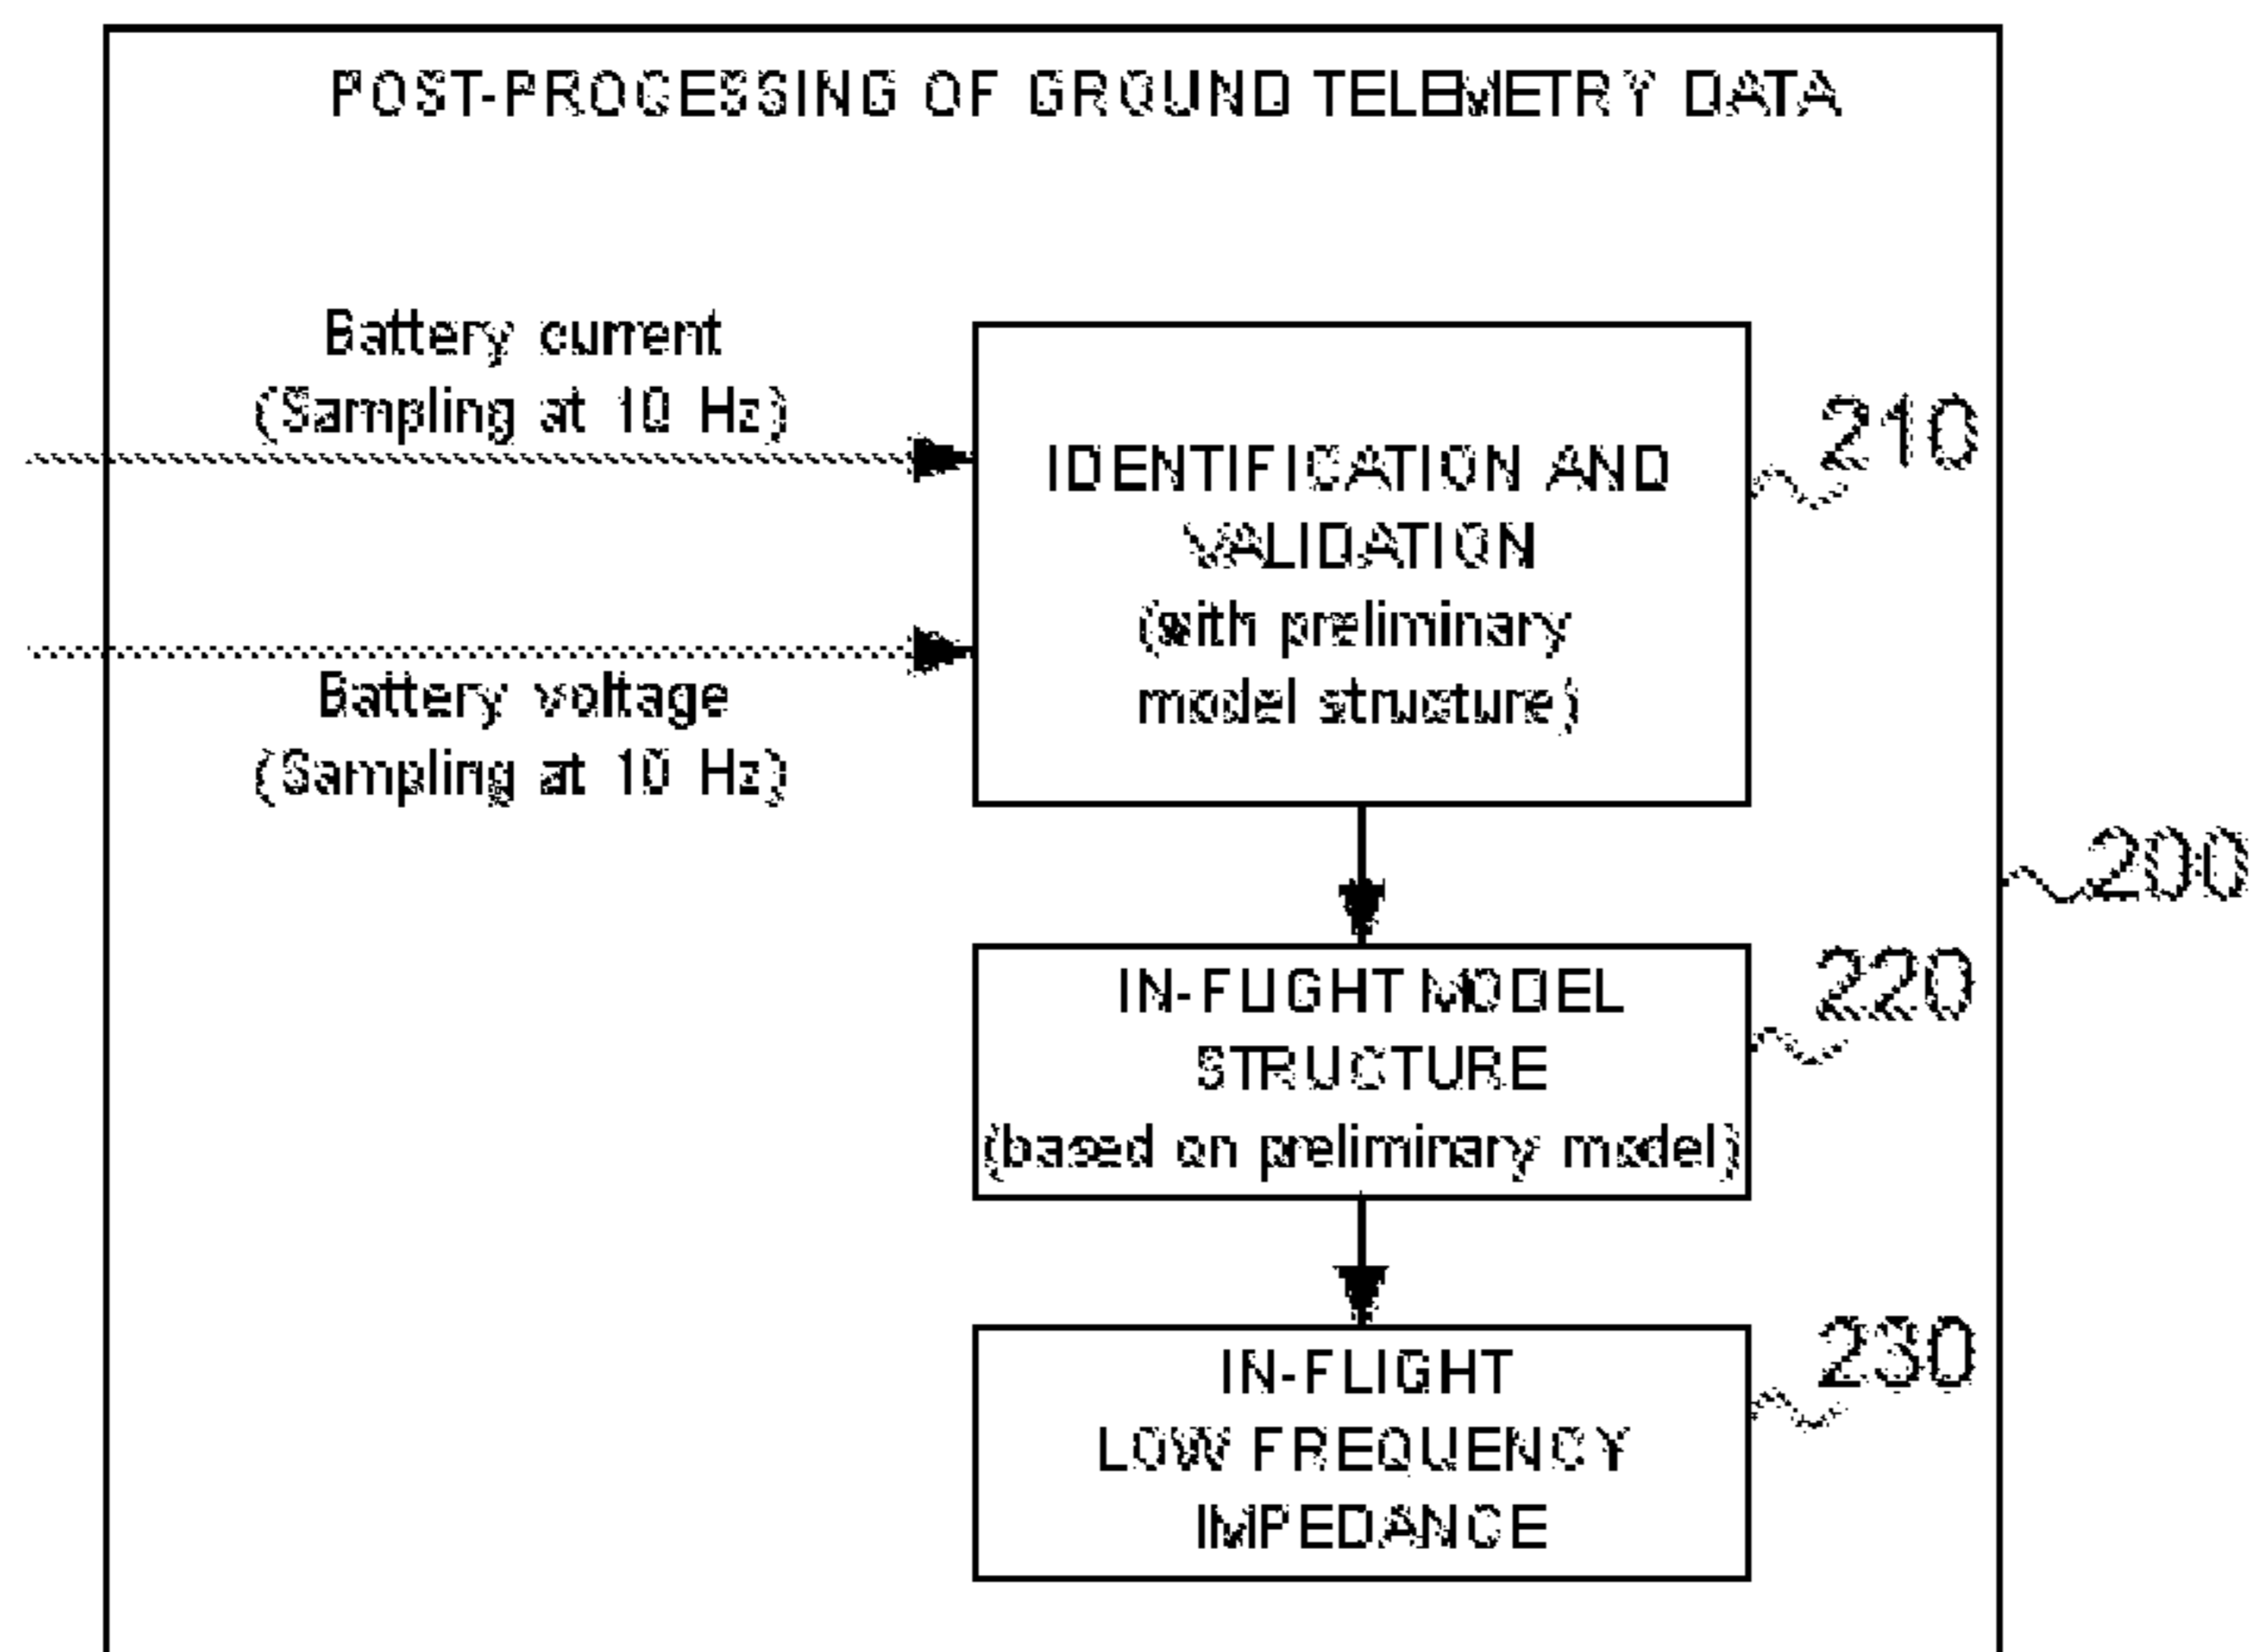 POST-PROCESSING OF GROUND TELEMETRY DATA
Battery current
(Sampling at 10 Hz)
Battery voltage
(Sampling at 10 Hz)
IDENTIFICATION AND
VALIDATION
(with preliminary
model structure)
210
200
IN-FLIGHT MODEL
STRUCTURE
(based on preliminary model)
220
IN-FLIGHT
LOW FREQUENCY
IMPEDANCE
230